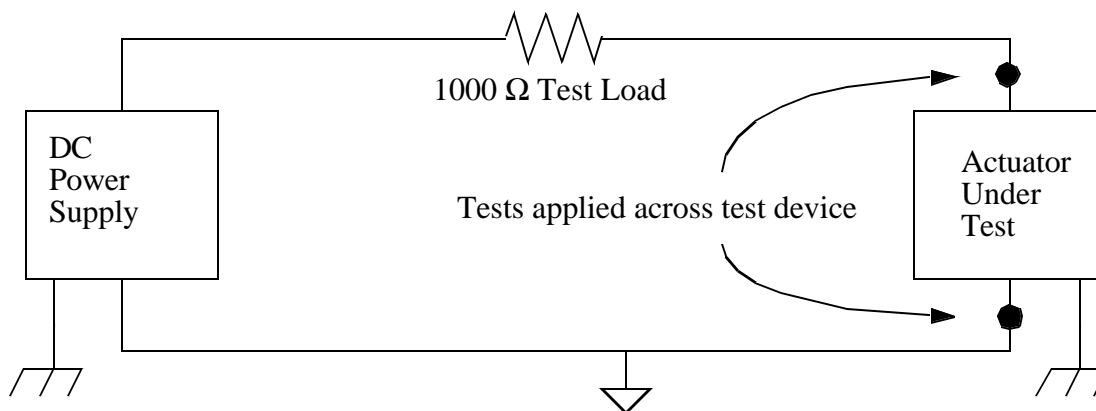 1000 Ω Test Load
DC
Power
Supply
Tests applied across test device
Actuator
Under
Test